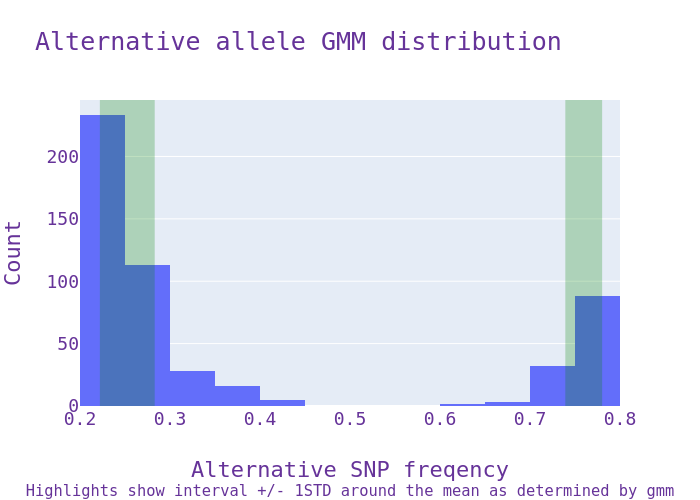 Alternative allele GMM distribution
200
150
100
50
0
Count
0.2 0.3 0.4 0.5 0.6 0.7 0.8
Alternative SNP freqency
Highlights show interval +/- 1STD around the mean as determined by gmm